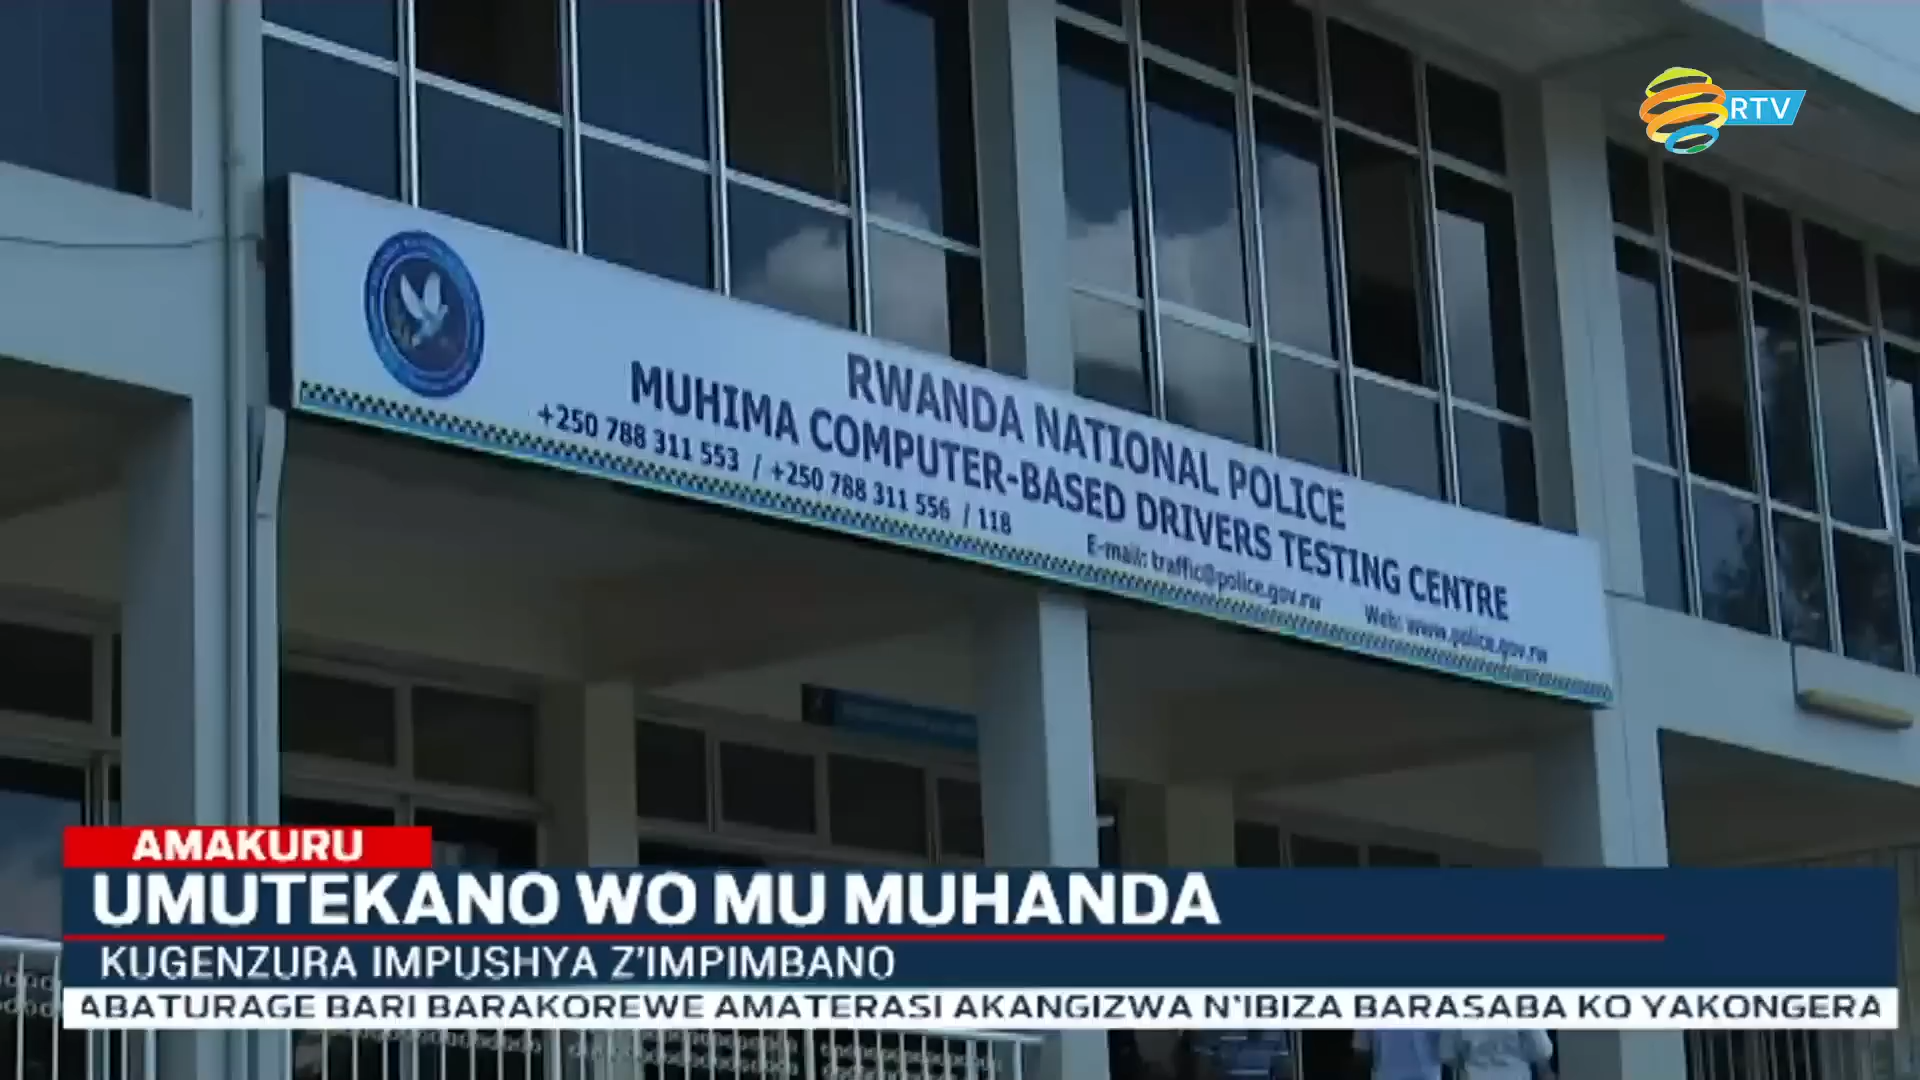 RTV
RWANDA NATIONAL POLICE
MUHIMA COMPUTER-BASED DRIVERS TESTING CENTRE
+250 788 311 553 / +250 788 311 556 / 118
E-mail: traffic@police.gov.rw
Web: www.police.gov.rw
AMAKURU
UMUTEKANO WO MU MUHANDA
KUGENZURA IMPUSHYA Z'IMPIMBANO
ABATURAGE BARI BARAKOREWE AMATERASI AKANGIZWA N'IBIZA BARASABA KO YAKONGERA